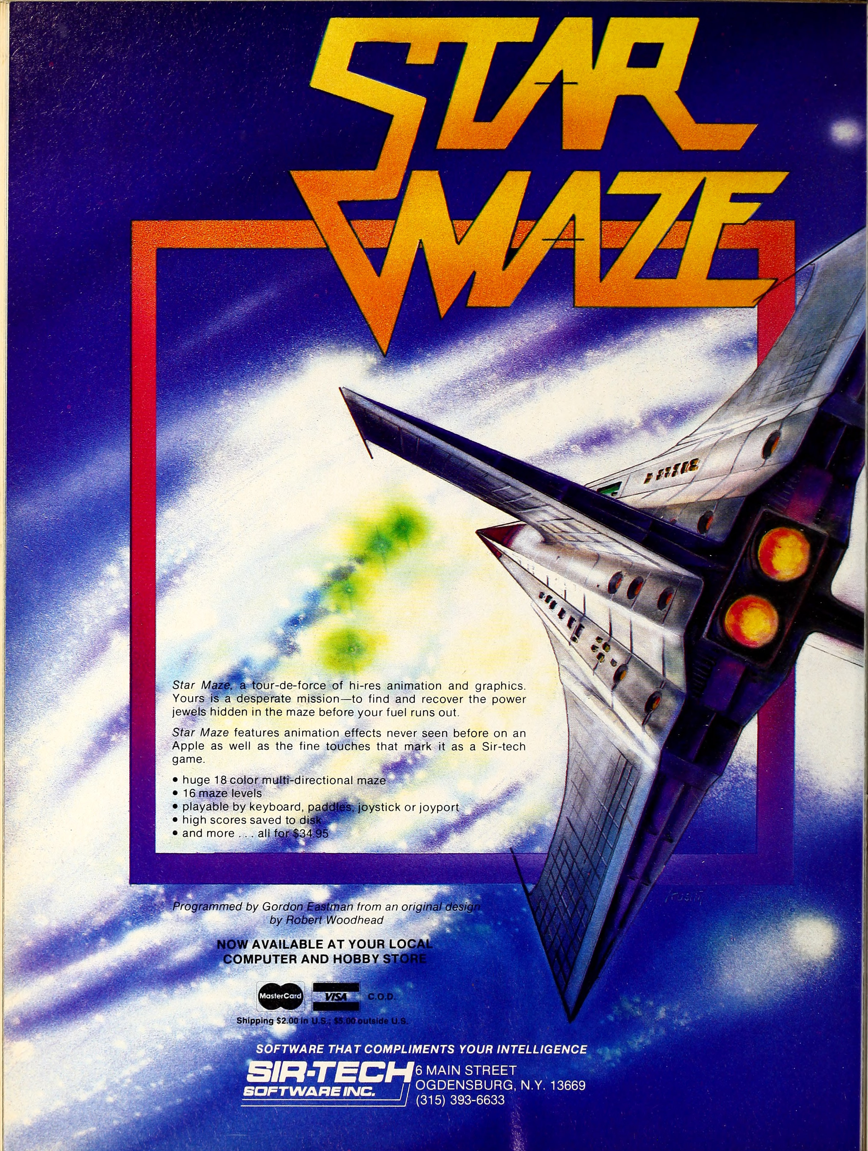 STAR
MAZE
Star Maze, a tour-de-force of hi-res animation and graphics.
Yours is a desperate mission—to find and recover the power
jewels hidden in the maze before your fuel runs out.
Star Maze features animation effects never seen before on an
Apple as well as the fine touches that mark it as a Sir-tech
game.
• huge 18 color multi-directional maze
• 16 maze levels
• playable by keyboard, paddles, joystick or joyport
• high scores saved to disk
• and more . . . all for $34.95
Programmed by Gordon Eastman from an original design
by Robert Woodhead
NOW AVAILABLE AT YOUR LOCAL
COMPUTER AND HOBBY STORE
MasterCard VISA C.O.D.
Shipping $2.00 in U.S.; $5.00 outside U.S.
SOFTWARE THAT COMPLIMENTS YOUR INTELLIGENCE
SIR-TECH
SOFTWARE INC.
6 MAIN STREET
OGDENSBURG, N.Y. 13669
(315) 393-6633